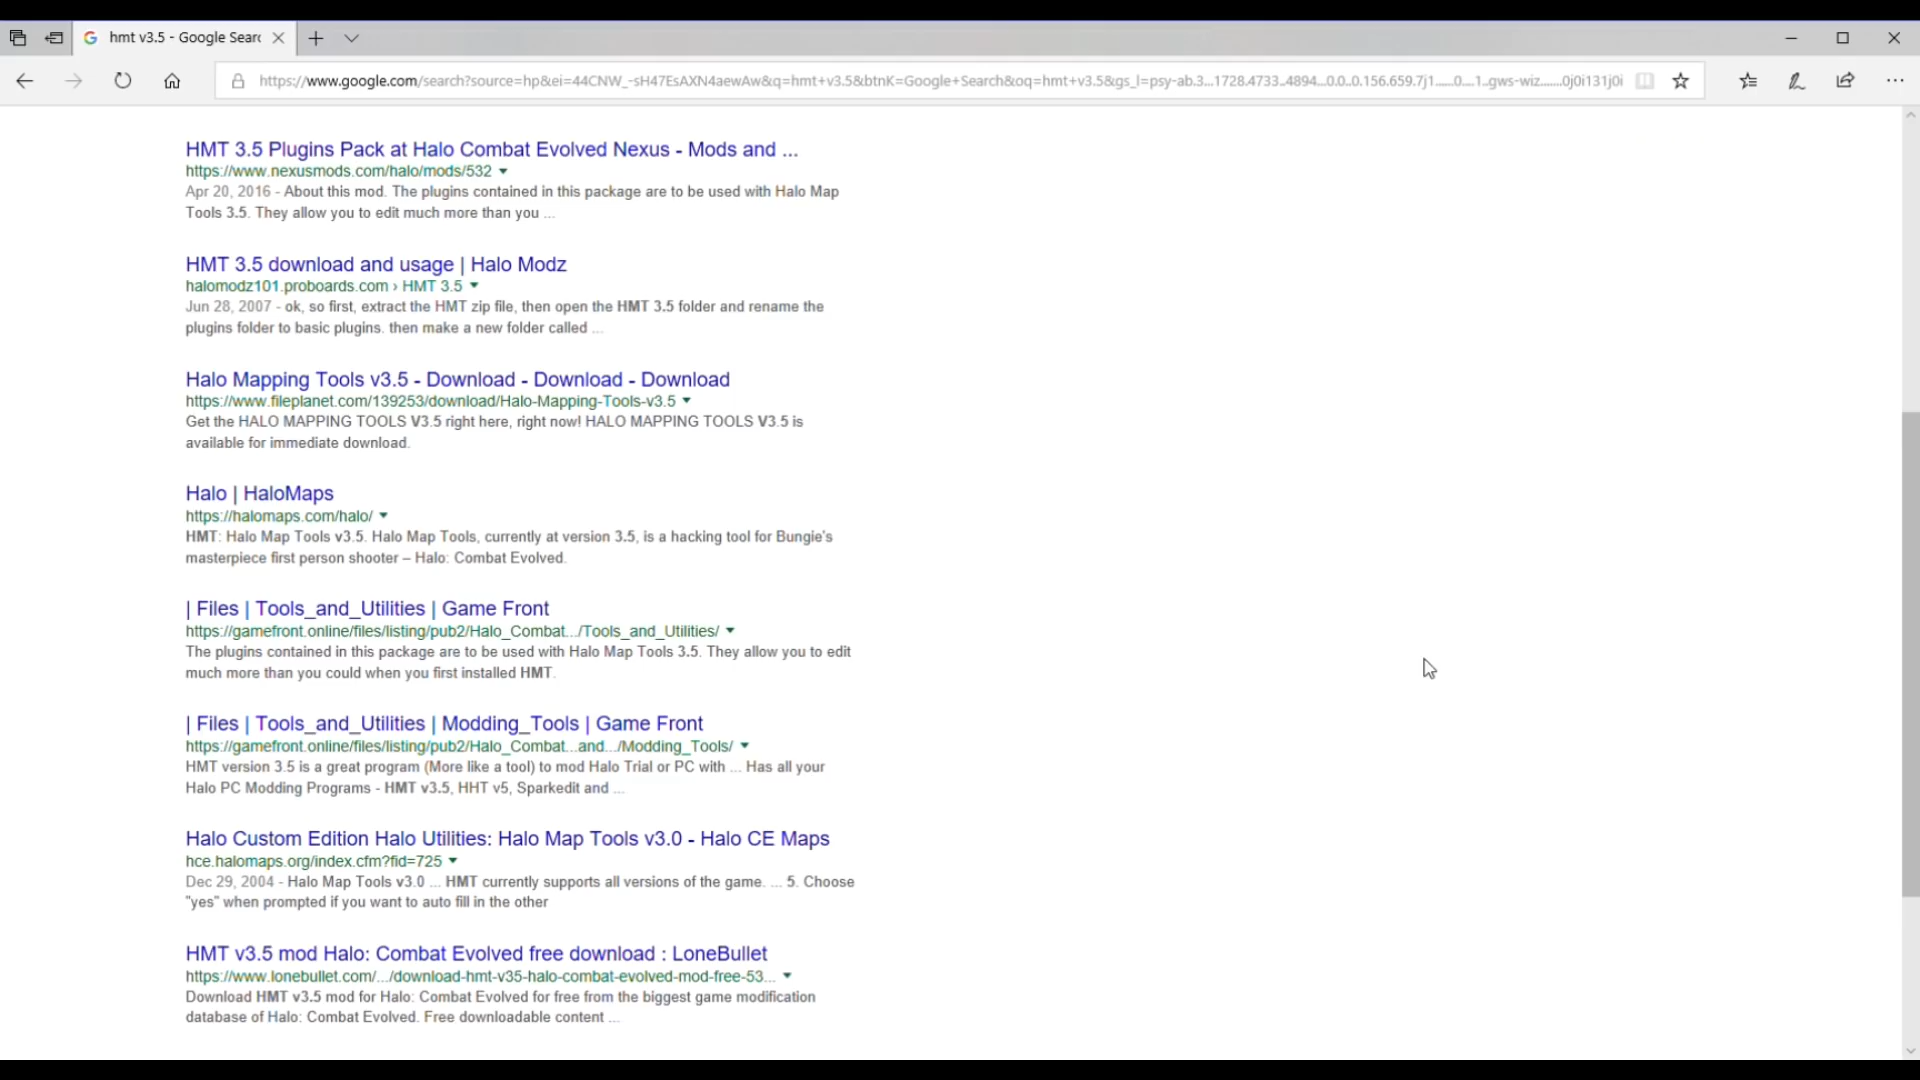 hmt v3.5 - Google Searc
https://www.google.com/search?source=hp&ei=44CNW_-sH47EsAXN4aewAw&q=hmt+v3.5&btnK=Google+Search&oq=hmt+v3.5&gs_l=psy-ab.3...1728.4733..4894...0.0..0.156.659.7j1......0....1..gws-wiz.......0j0i131j0i
HMT 3.5 Plugins Pack at Halo Combat Evolved Nexus - Mods and ...
https://www.nexusmods.com/halo/mods/532
Apr 20, 2016 - About this mod. The plugins contained in this package are to be used with Halo Map
Tools 3.5. They allow you to edit much more than you ...
HMT 3.5 download and usage | Halo Modz
halomodz101.proboards.com › HMT 3.5
Jun 28, 2007 - ok, so first, extract the HMT zip file, then open the HMT 3.5 folder and rename the
plugins folder to basic plugins. then make a new folder called ...
Halo Mapping Tools v3.5 - Download - Download - Download
https://www.fileplanet.com/139253/download/Halo-Mapping-Tools-v3.5
Get the HALO MAPPING TOOLS V3.5 right here, right now! HALO MAPPING TOOLS V3.5 is
available for immediate download.
Halo | HaloMaps
https://halomaps.com/halo/
HMT: Halo Map Tools v3.5. Halo Map Tools, currently at version 3.5, is a hacking tool for Bungie's
masterpiece first person shooter – Halo: Combat Evolved.
| Files | Tools_and_Utilities | Game Front
https://gamefront.online/files/listing/pub2/Halo_Combat.../Tools_and_Utilities/
The plugins contained in this package are to be used with Halo Map Tools 3.5. They allow you to edit
much more than you could when you first installed HMT.
| Files | Tools_and_Utilities | Modding_Tools | Game Front
https://gamefront.online/files/listing/pub2/Halo_Combat...and.../Modding_Tools/
HMT version 3.5 is a great program (More like a tool) to mod Halo Trial or PC with ... Has all your
Halo PC Modding Programs - HMT v3.5, HHT v5, Sparkedit and ...
Halo Custom Edition Halo Utilities: Halo Map Tools v3.0 - Halo CE Maps
hce.halomaps.org/index.cfm?fid=725
Dec 29, 2004 - Halo Map Tools v3.0 ... HMT currently supports all versions of the game. ... 5. Choose
"yes" when prompted if you want to auto fill in the other
HMT v3.5 mod Halo: Combat Evolved free download : LoneBullet
https://www.lonebullet.com/.../download-hmt-v35-halo-combat-evolved-mod-free-53...
Download HMT v3.5 mod for Halo: Combat Evolved for free from the biggest game modification
database of Halo: Combat Evolved. Free downloadable content ...